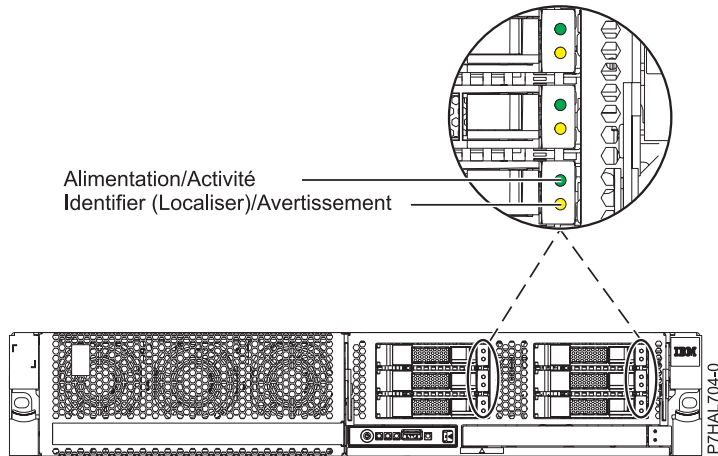 Alimentation/Activité
Identifier (Localiser)/Avertissement
IBM
P7HAL704-0